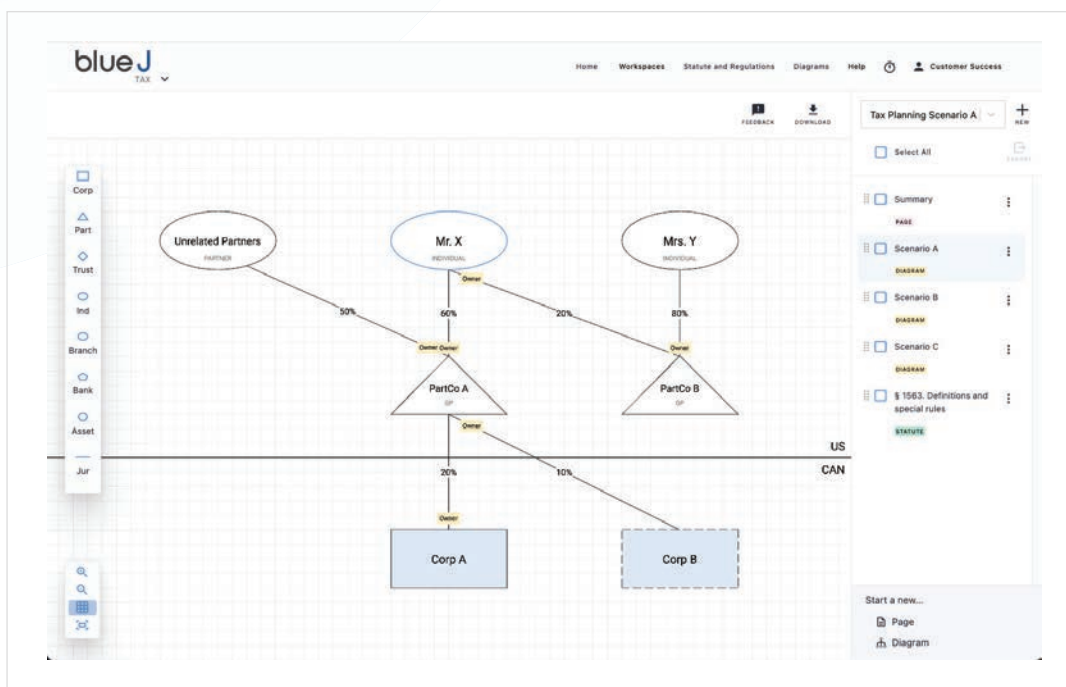 blue J
TAX
Home Workspaces Statute and Regulations Diagrams Help Customer Success
FEEDBACK DOWNLOAD
Tax Planning Scenario A NEW
Select All
EXPORT
Corp
Part
Trust
Ind
Branch
Bank
Asset
Jur
Unrelated Partners
PARTNER
Mr. X
INDIVIDUAL
Mrs. Y
INDIVIDUAL
Owner
50% 60% 20% 80%
Owner Owner Owner
PartCo A
GP
PartCo B
GP
Owner
US
CAN
20% 10%
Owner
Corp A
Corp B
Summary
PAGE
Scenario A
DIAGRAM
Scenario B
DIAGRAM
Scenario C
DIAGRAM
§ 1563. Definitions and
special rules
STATUTE
Start a new...
Page
Diagram